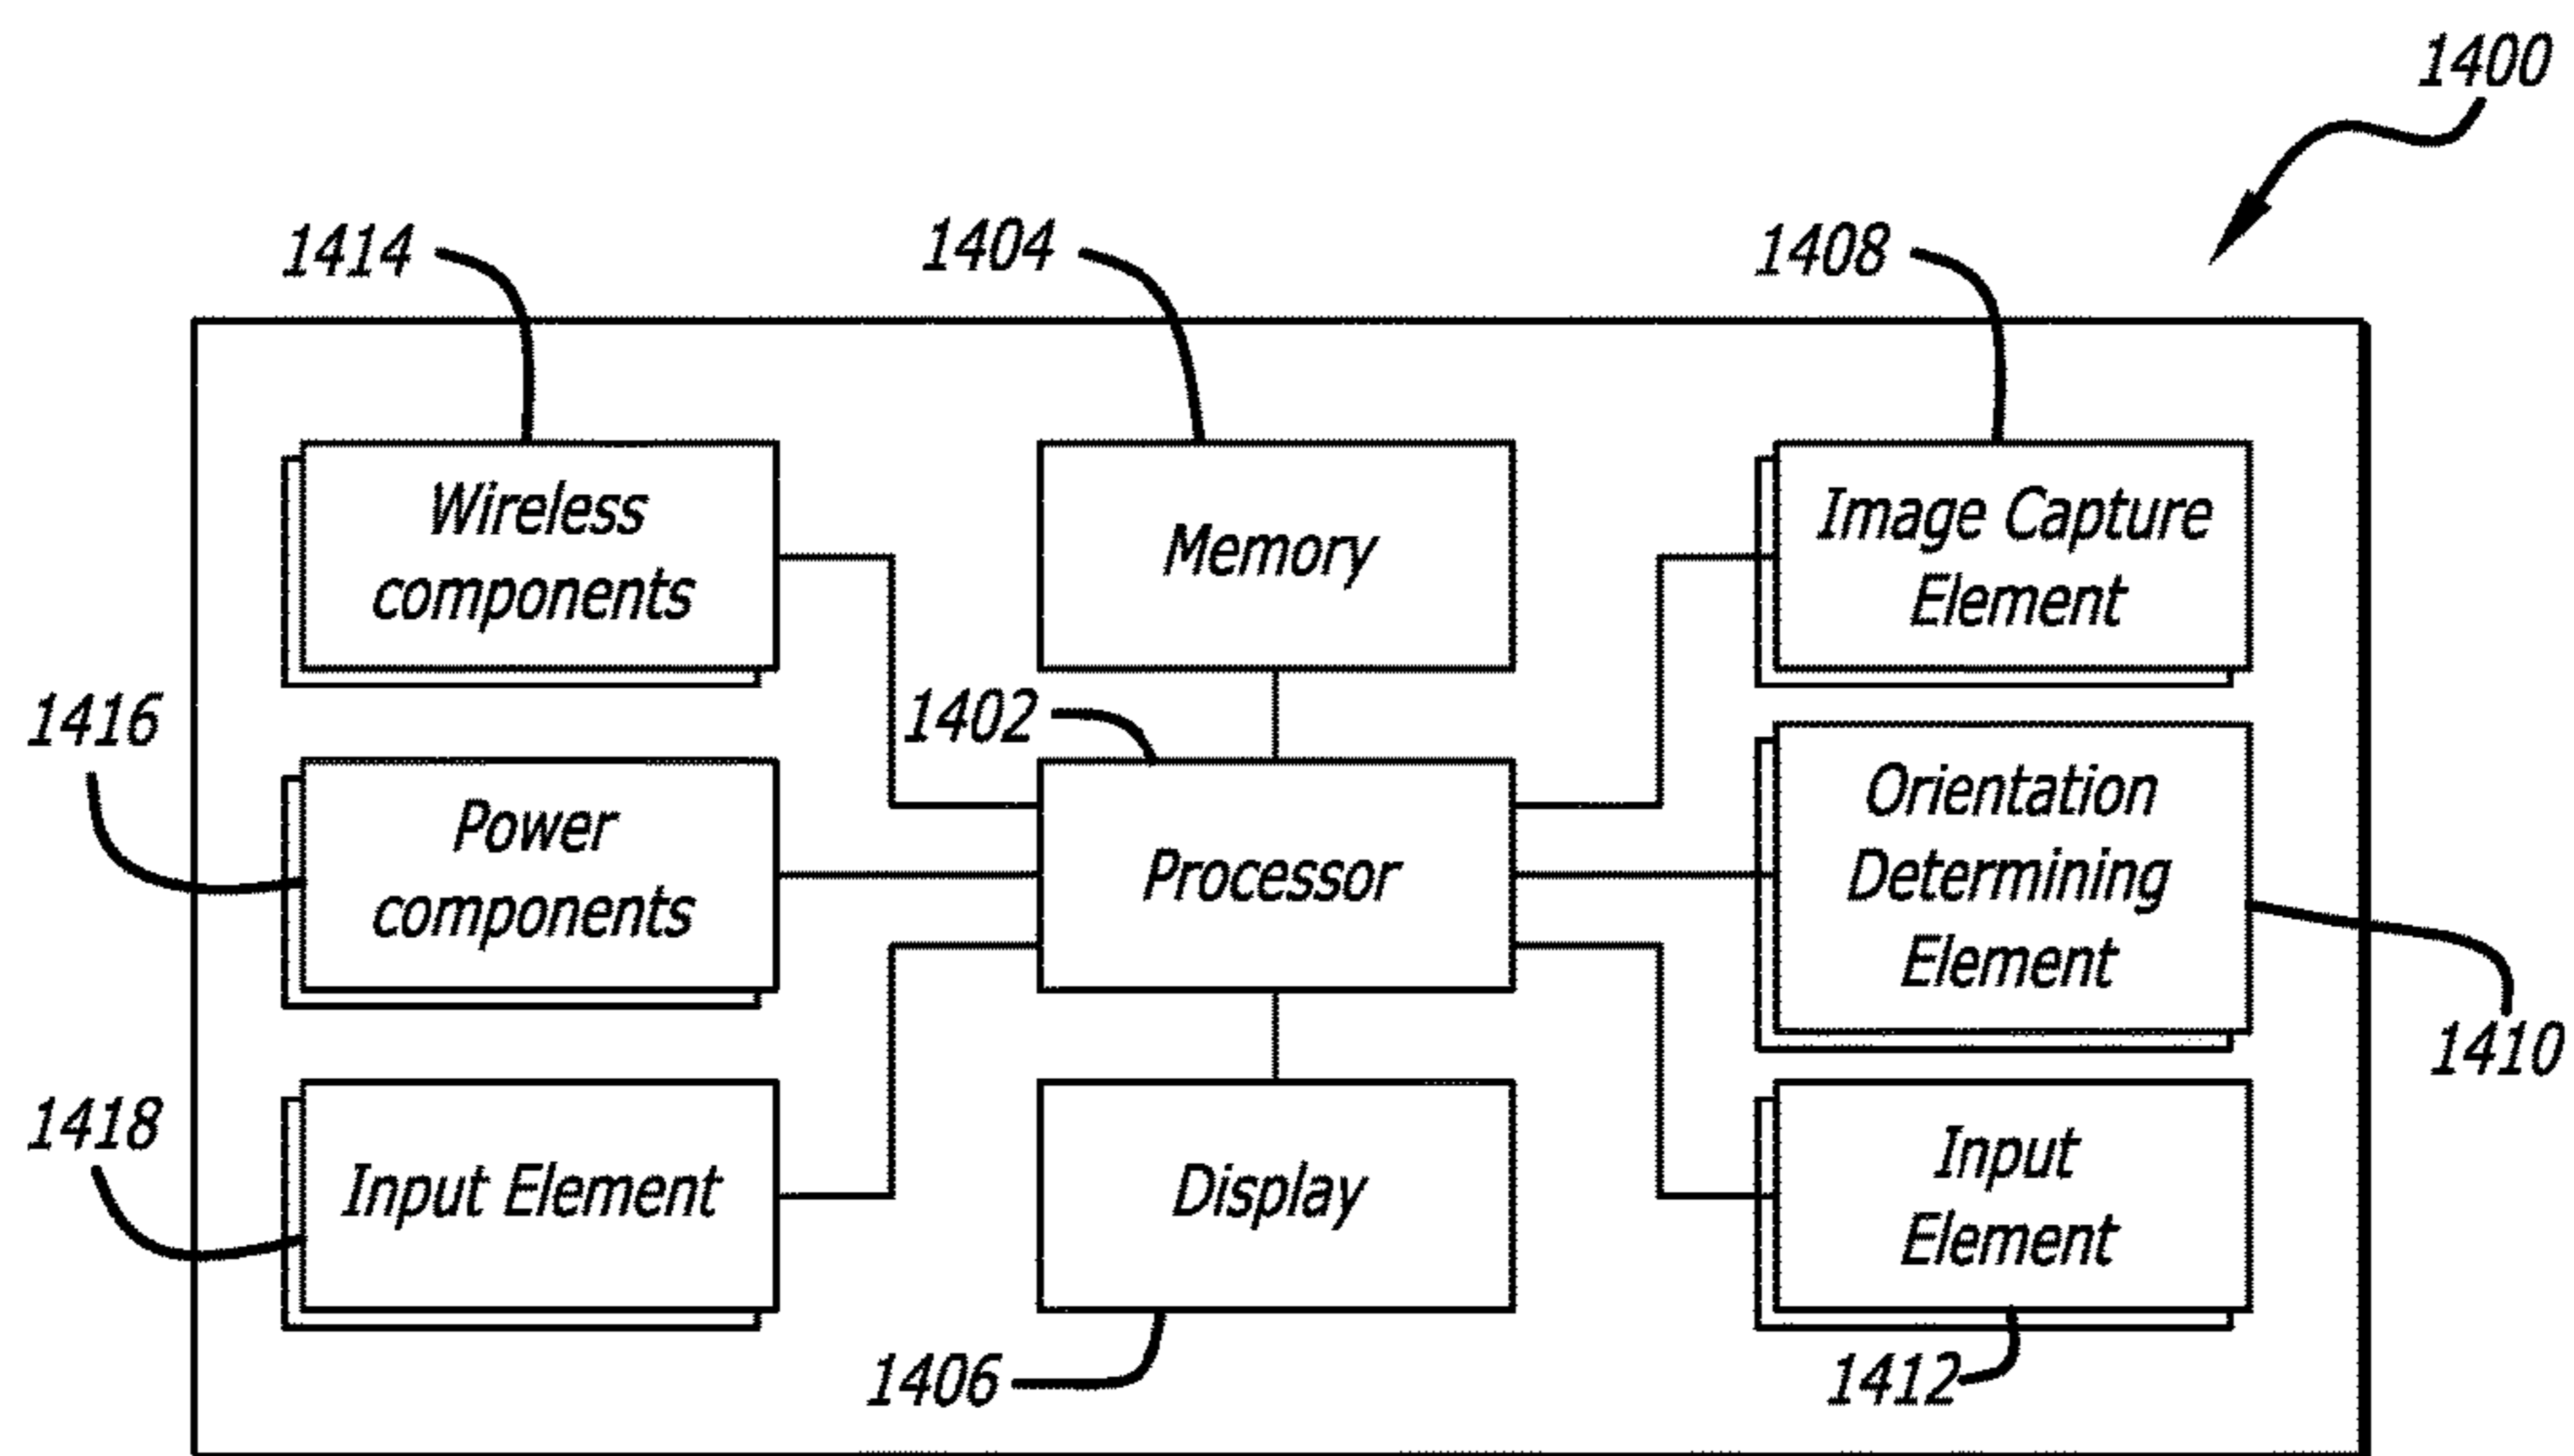 1400
1414
1404
1408
Wireless
components
Memory
Image Capture
Element
1416
1402
Power
components
Processor
Orientation
Determining
Element
1410
1418
Input Element
Display
Input
Element
1406
1412